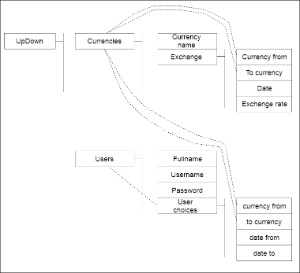 UpDown
Currencies
Currency
name
Exchange
Currency from
To currency
Date
Exchange rate
Users
Fullname
Username
Password
User
choices
currency from
to currency
date from
date to